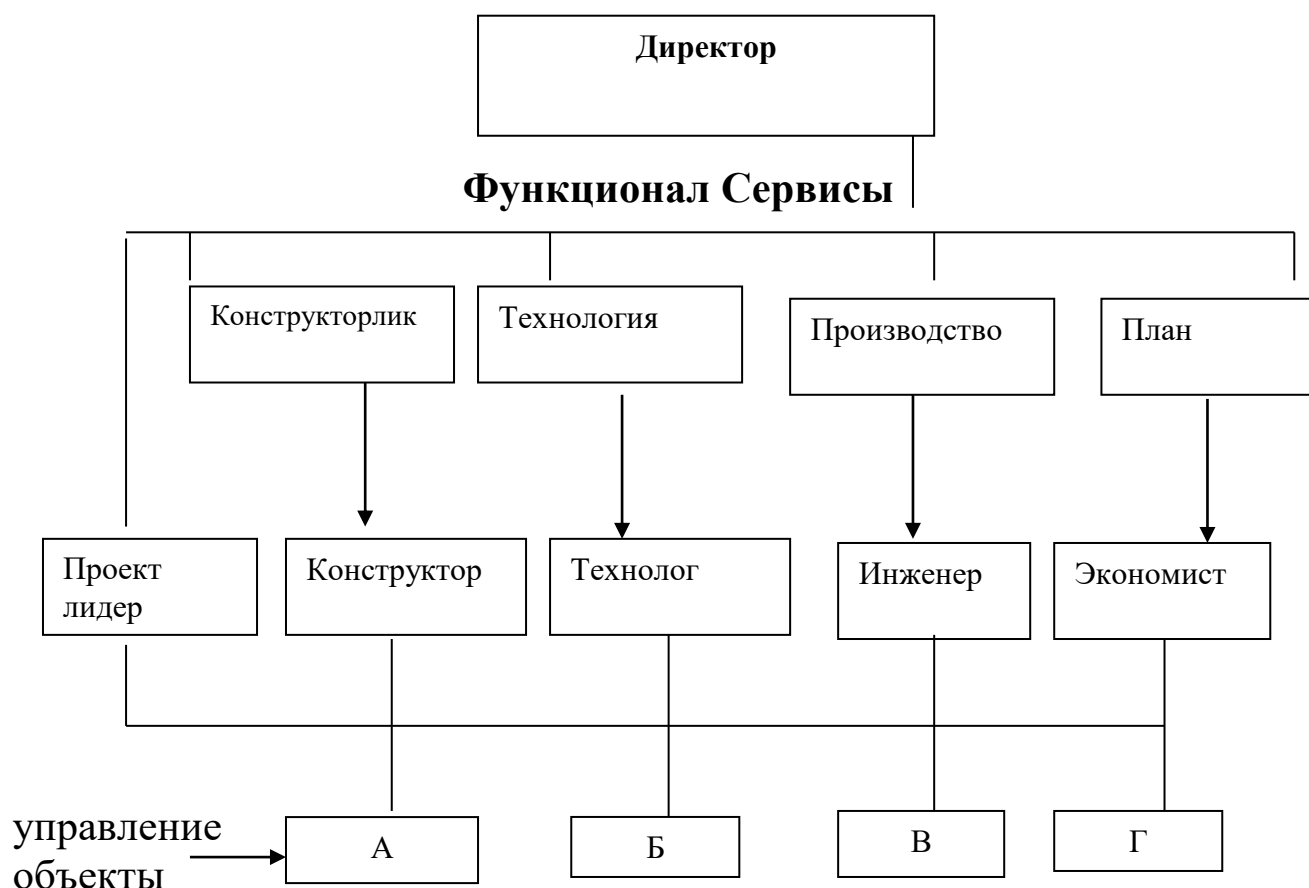 Директор
Функционал Сервисы
Конструкторлик
Технология
Производство
План
Проект
лидер
Конструктор
Технолог
Инженер
Экономист
управление
объекты
А
Б
В
Г